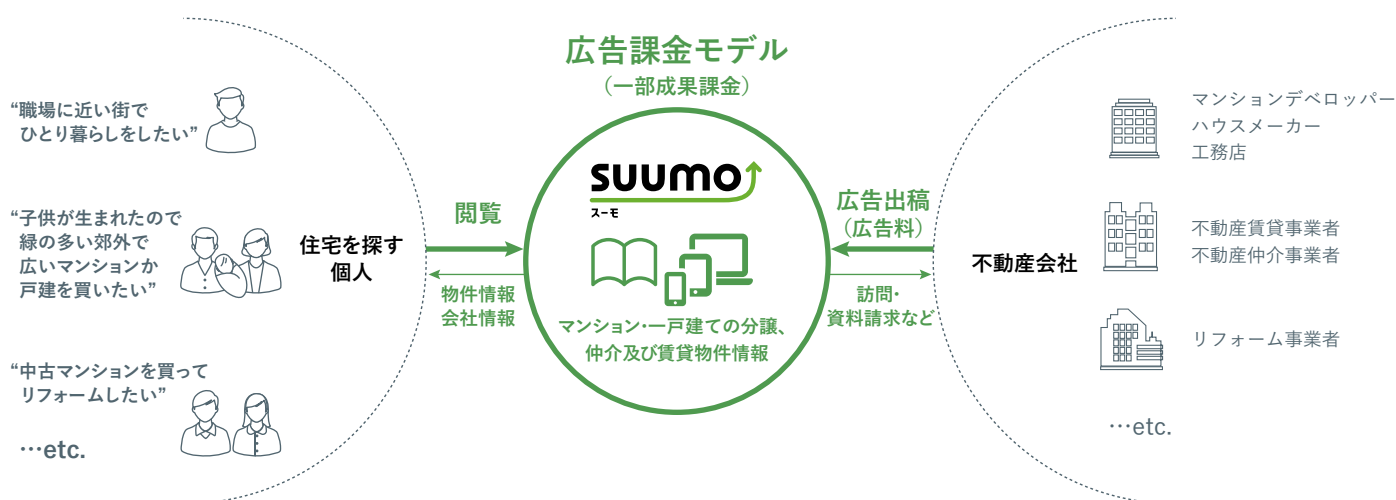 広告課金モデル
（一部成果課金）
“職場に近い街で
ひとり暮らしをしたい”
“子供が生まれたので
緑の多い郊外で
広いマンションか
戸建を買いたい”
“中古マンションを買って
リフォームしたい”
…etc.
住宅を探す
個人
閲覧
物件情報
会社情報
suumo
スーモ
マンション・一戸建ての分譲、
仲介及び賃貸物件情報
広告出稿
（広告料）
訪問・
資料請求など
不動産会社
マンションデベロッパー
ハウスメーカー
工務店
不動産賃貸事業者
不動産仲介事業者
リフォーム事業者
…etc.